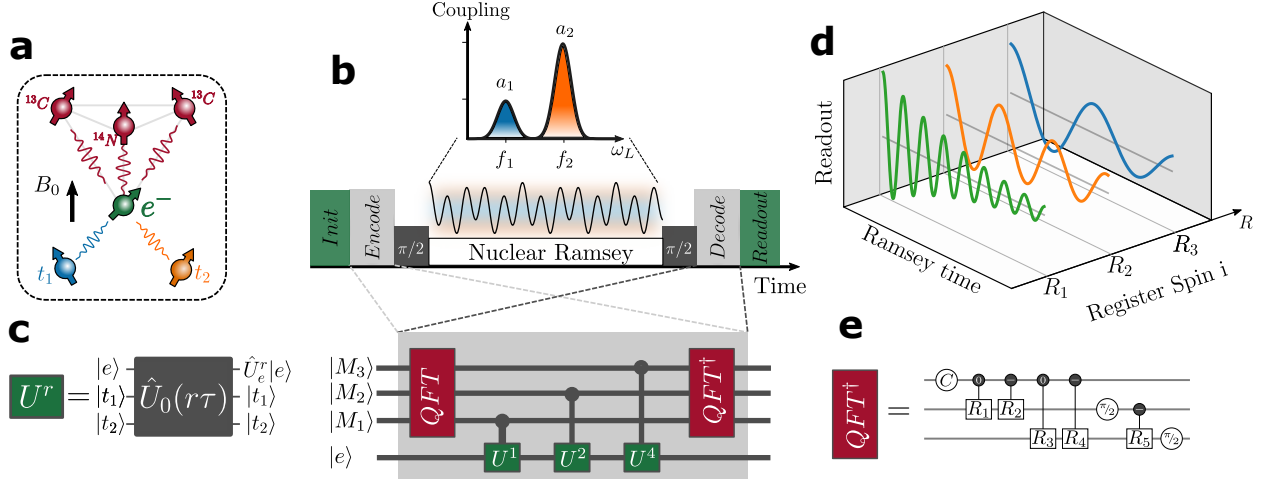 a
¹³C
¹³C
¹⁴N
B₀
e⁻
t₁
t₂
b
Coupling
a₁
a₂
f₁
f₂
ω_L
Init
Encode
π/2
Nuclear Ramsey
π/2
Decode
Readout
Time
|M₃⟩
|M₂⟩
|M₁⟩
|e⟩
QFT
U¹
U²
U⁴
QFT†
c
Uʳ
=
|e⟩
|t₁⟩
|t₂⟩
Û₀(rτ)
Ûₑʳ|e⟩
|t₁⟩
|t₂⟩
d
Readout
Ramsey time
R₁
R₂
R₃
R
Register Spin i
e
QFT†
=
C
0
−
0
−
R₁
R₂
R₃
R₄
π/2
−
R₅
π/2